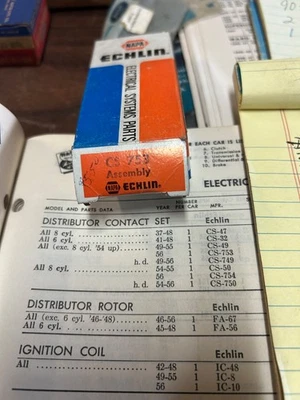 NAPA
ECHLIN
ELECTRICAL SYSTEMS PARTS
CS 753
Assembly
NAPA ECHLIN
EACH CAR IS LI
ELECTRIC
MODEL AND PARTS DATA YEAR NUMBER PER CAR MFR.
DISTRIBUTOR CONTACT SET Echlin
All 8 cyl. 37-48 1 CS-47
All 6 cyl. 41-48 1 CS-32
All (exc. 8 cyl. '54 up) 49-55 1 CS-49
56 1 CS-753
h. d. 49-56 1 CS-749
All 8 cyl. 54-55 1 CS-50
56 1 CS-754
h. d. 54-56 1 CS-750
DISTRIBUTOR ROTOR Echlin
All (exc. 6 cyl. '46-'48) 46-56 1 FA-67
All 6 cyl. 45-48 1 FA-56
IGNITION COIL Echlin
All 42-48 1 IC-48
49-55 1 IC-8
56 1 IC-10